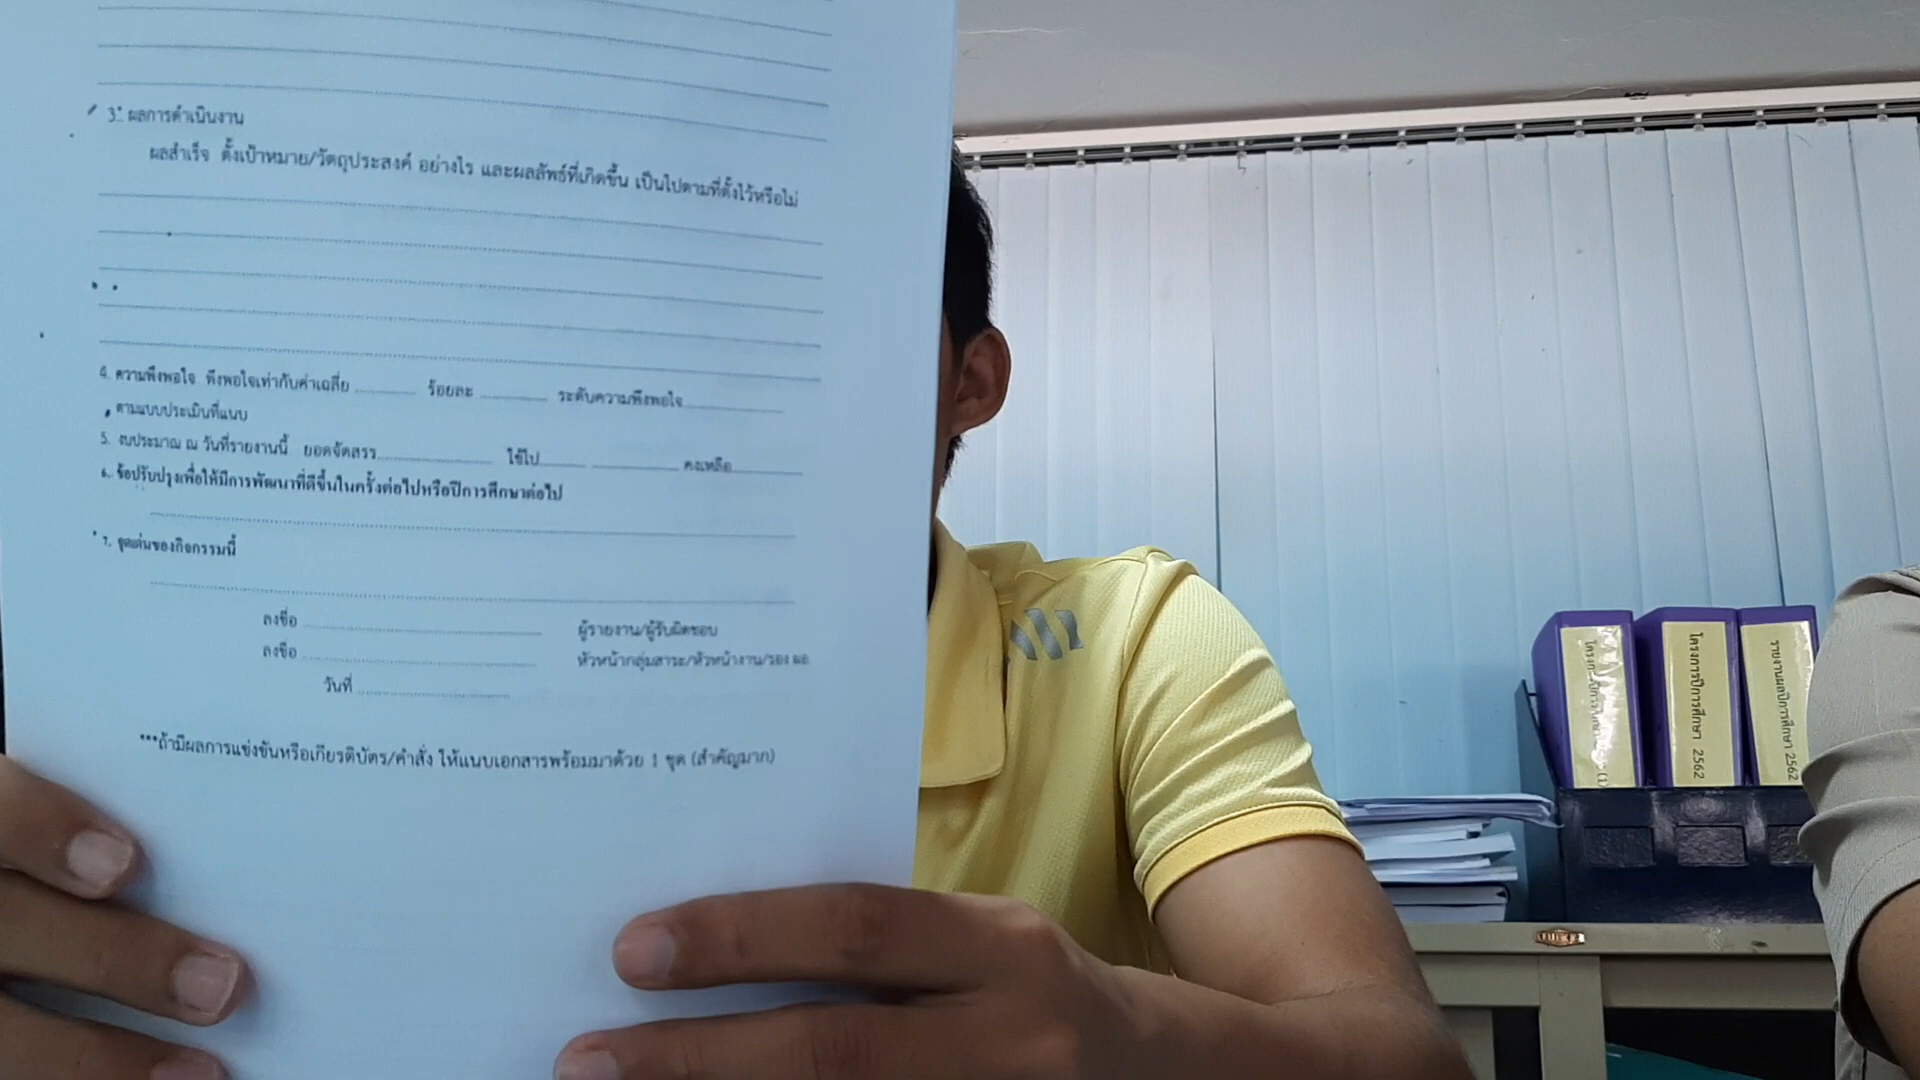 3. ผลการดำเนินงาน
ผลสำเร็จ ตั้งเป้าหมาย/วัตถุประสงค์ อย่างไร และผลลัพธ์ที่เกิดขึ้น เป็นไปตามที่ตั้งไว้หรือไม่
4. ความพึงพอใจ พึงพอใจเท่ากับค่าเฉลี่ย ............ ร้อยละ ............ ระดับความพึงพอใจ............
ตามแบบประเมินที่แนบ
5. งบประมาณ ณ วันที่รายงานนี้ ยอดจัดสรร............ ใช้ไป............ คงเหลือ............
6. ข้อปรับปรุงเพื่อให้มีการพัฒนาที่ดีขึ้นในครั้งต่อไปหรือปีการศึกษาต่อไป
7. จุดเด่นของกิจกรรมนี้
ลงชื่อ ............ ผู้รายงาน/ผู้รับผิดชอบ
ลงชื่อ ............ หัวหน้ากลุ่มสาระ/หัวหน้างาน/รอง ผอ
วันที่ ............
***ถ้ามีผลการแข่งขันหรือเกียรติบัตร/คำสั่ง ให้แนบเอกสารพร้อมมาด้วย 1 ชุด (สำคัญมาก)
โครงการปีการศึกษา 2562
รายงานผลปีการศึกษา 2562